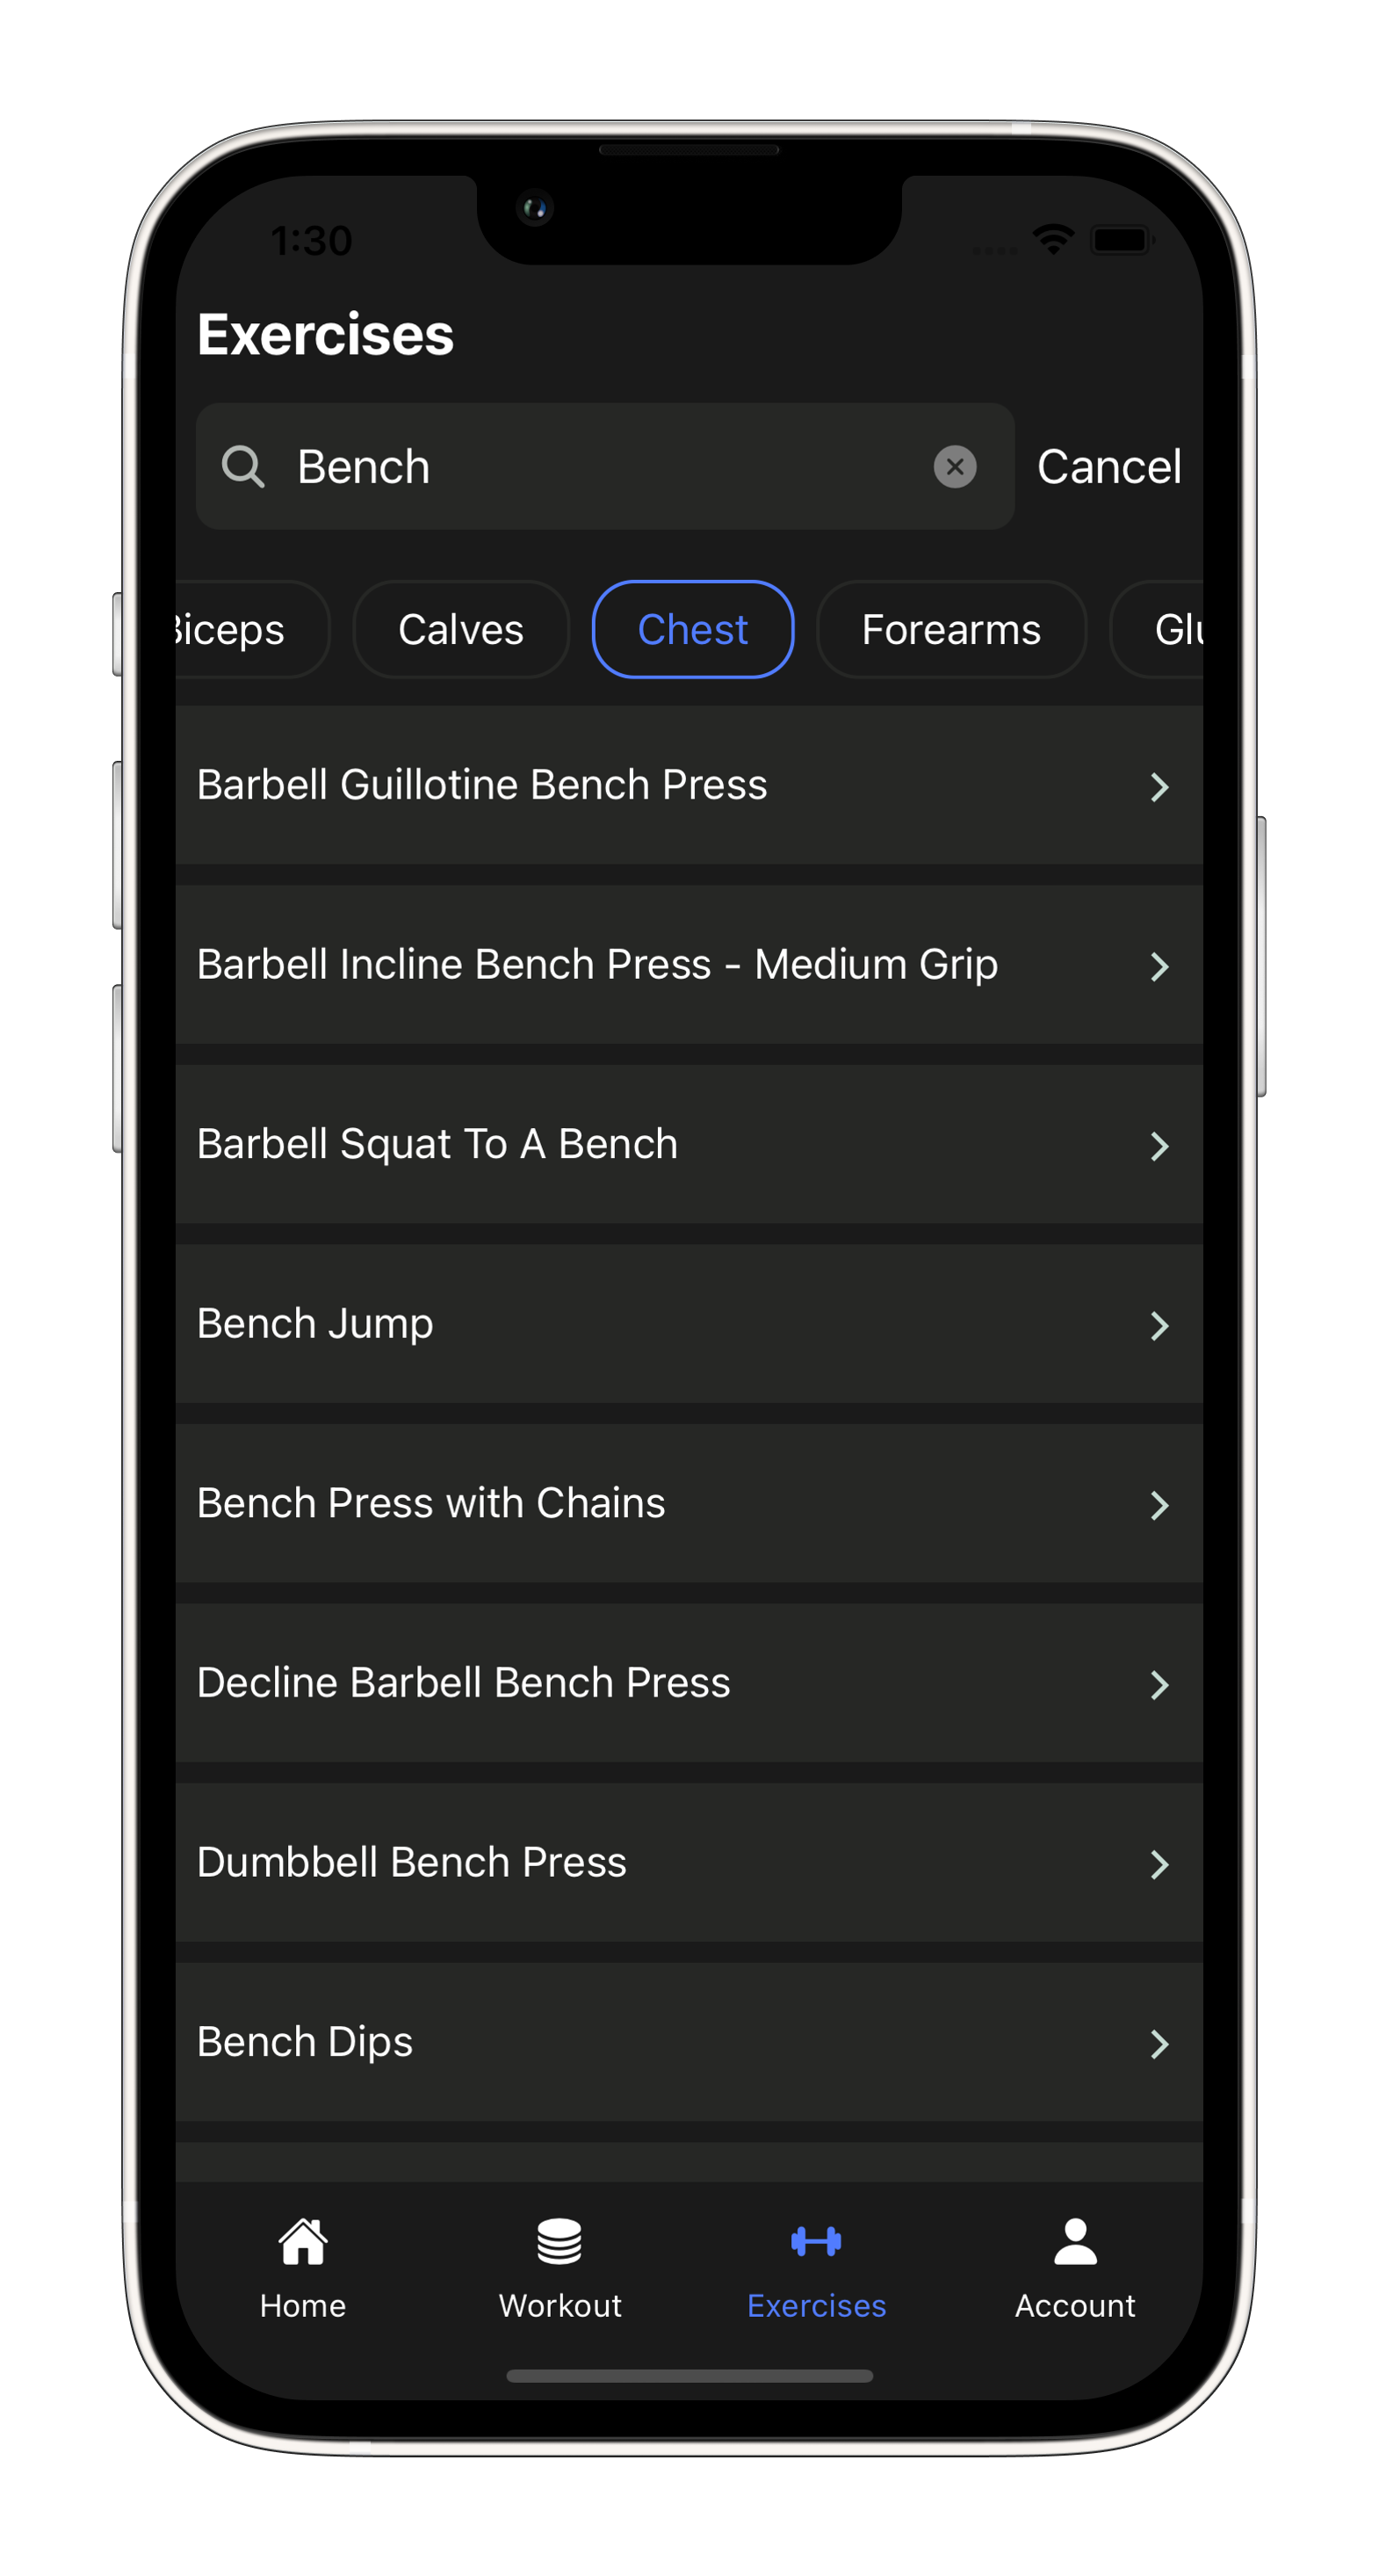 1:30
Exercises
Bench Cancel
Biceps Calves Chest Forearms Glu
Barbell Guillotine Bench Press
Barbell Incline Bench Press - Medium Grip
Barbell Squat To A Bench
Bench Jump
Bench Press with Chains
Decline Barbell Bench Press
Dumbbell Bench Press
Bench Dips
Home Workout Exercises Account